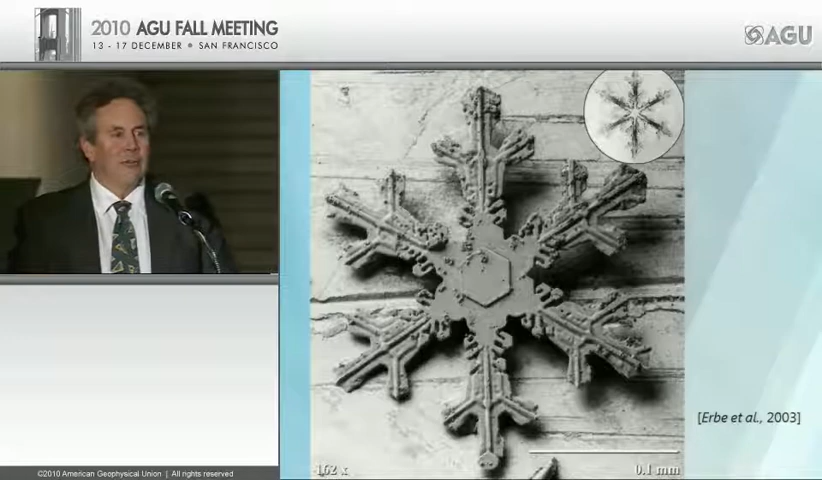 2010 AGU FALL MEETING
13 - 17 DECEMBER • SAN FRANCISCO
AGU
[Erbe et al., 2003]
162 x
0.1 mm
©2010 American Geophysical Union | All rights reserved